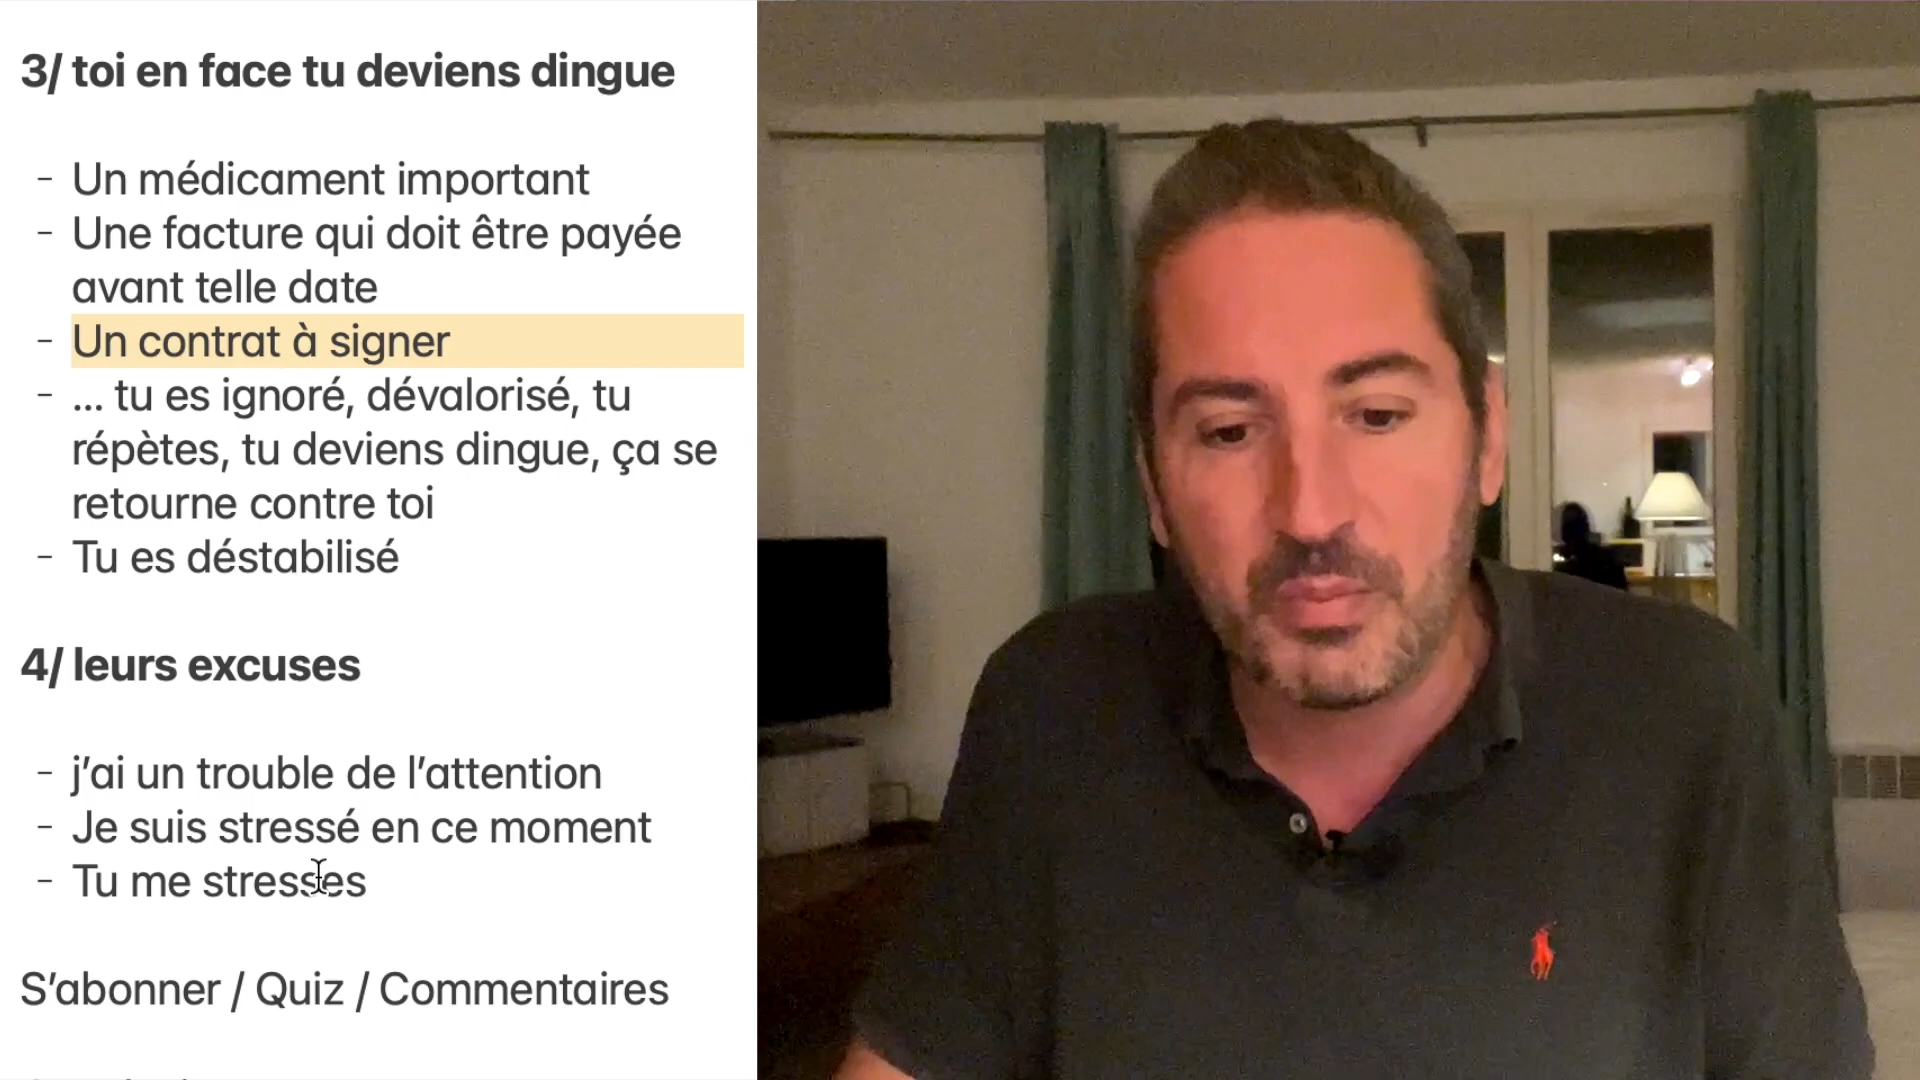 3/ toi en face tu deviens dingue
- Un médicament important
- Une facture qui doit être payée
avant telle date
- Un contrat à signer
- ... tu es ignoré, dévalorisé, tu
répètes, tu deviens dingue, ça se
retourne contre toi
- Tu es déstabilisé
4/ leurs excuses
- j’ai un trouble de l’attention
- Je suis stressé en ce moment
- Tu me stresses
S’abonner / Quiz / Commentaires